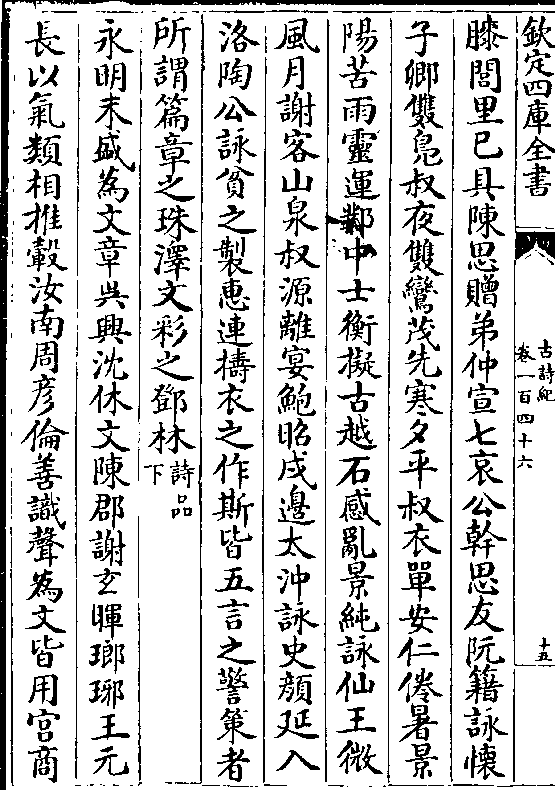 欽定四庫全書
古詩紀
卷一百四十六
十五
膝閭里已具陳思贈弟仲宣七哀公幹思友阮籍詠懷
子卿雙鳧叔夜雙鸞茂先寒夕平叔衣單安仁倦暑景
陽苦雨靈運鄴中士衡擬古越石感亂景純詠仙王微
風月謝客山泉叔源離宴鮑昭戍邊太沖詠史顔延入
洛陶公詠貧之製惠連擣衣之作斯皆五言之警策者
所謂篇章之珠澤文彩之鄧林詩品下
永明末盛為文章吳興沈休文陳郡謝玄暉瑯琊王元
長以氣類相推轂汝南周彥倫善識聲為文皆用宮商